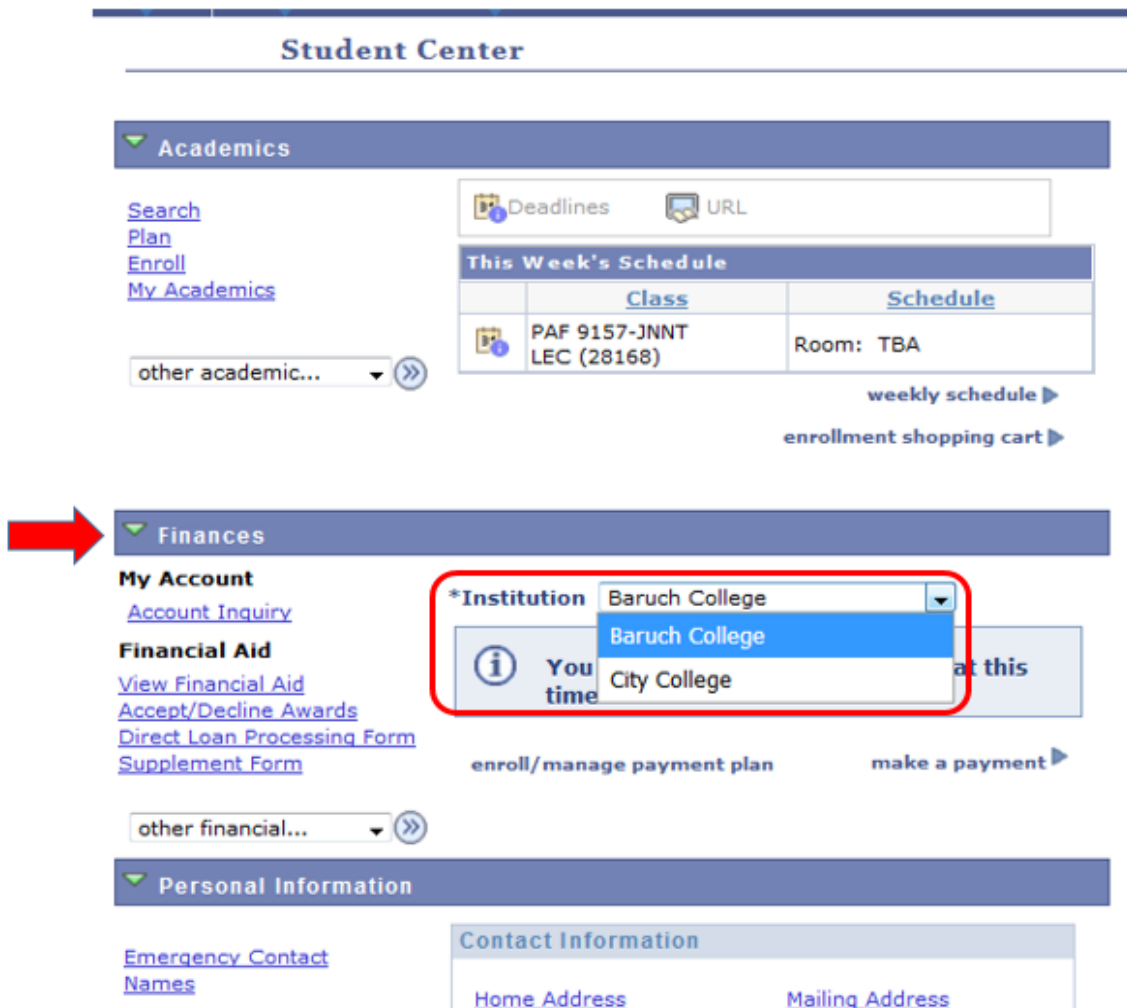 Student Center
Academics
Search
Plan
Enroll
My Academics
other academic...
Deadlines URL
This Week's Schedule
Class Schedule
PAF 9157-JNNT
LEC (28168)
Room: TBA
weekly schedule
enrollment shopping cart
Finances
My Account
Account Inquiry
Financial Aid
View Financial Aid
Accept/Decline Awards
Direct Loan Processing Form
Supplement Form
other financial...
*Institution Baruch College
Baruch College
City College
You at this
time
enroll/manage payment plan make a payment
Personal Information
Emergency Contact
Names
Contact Information
Home Address Mailing Address